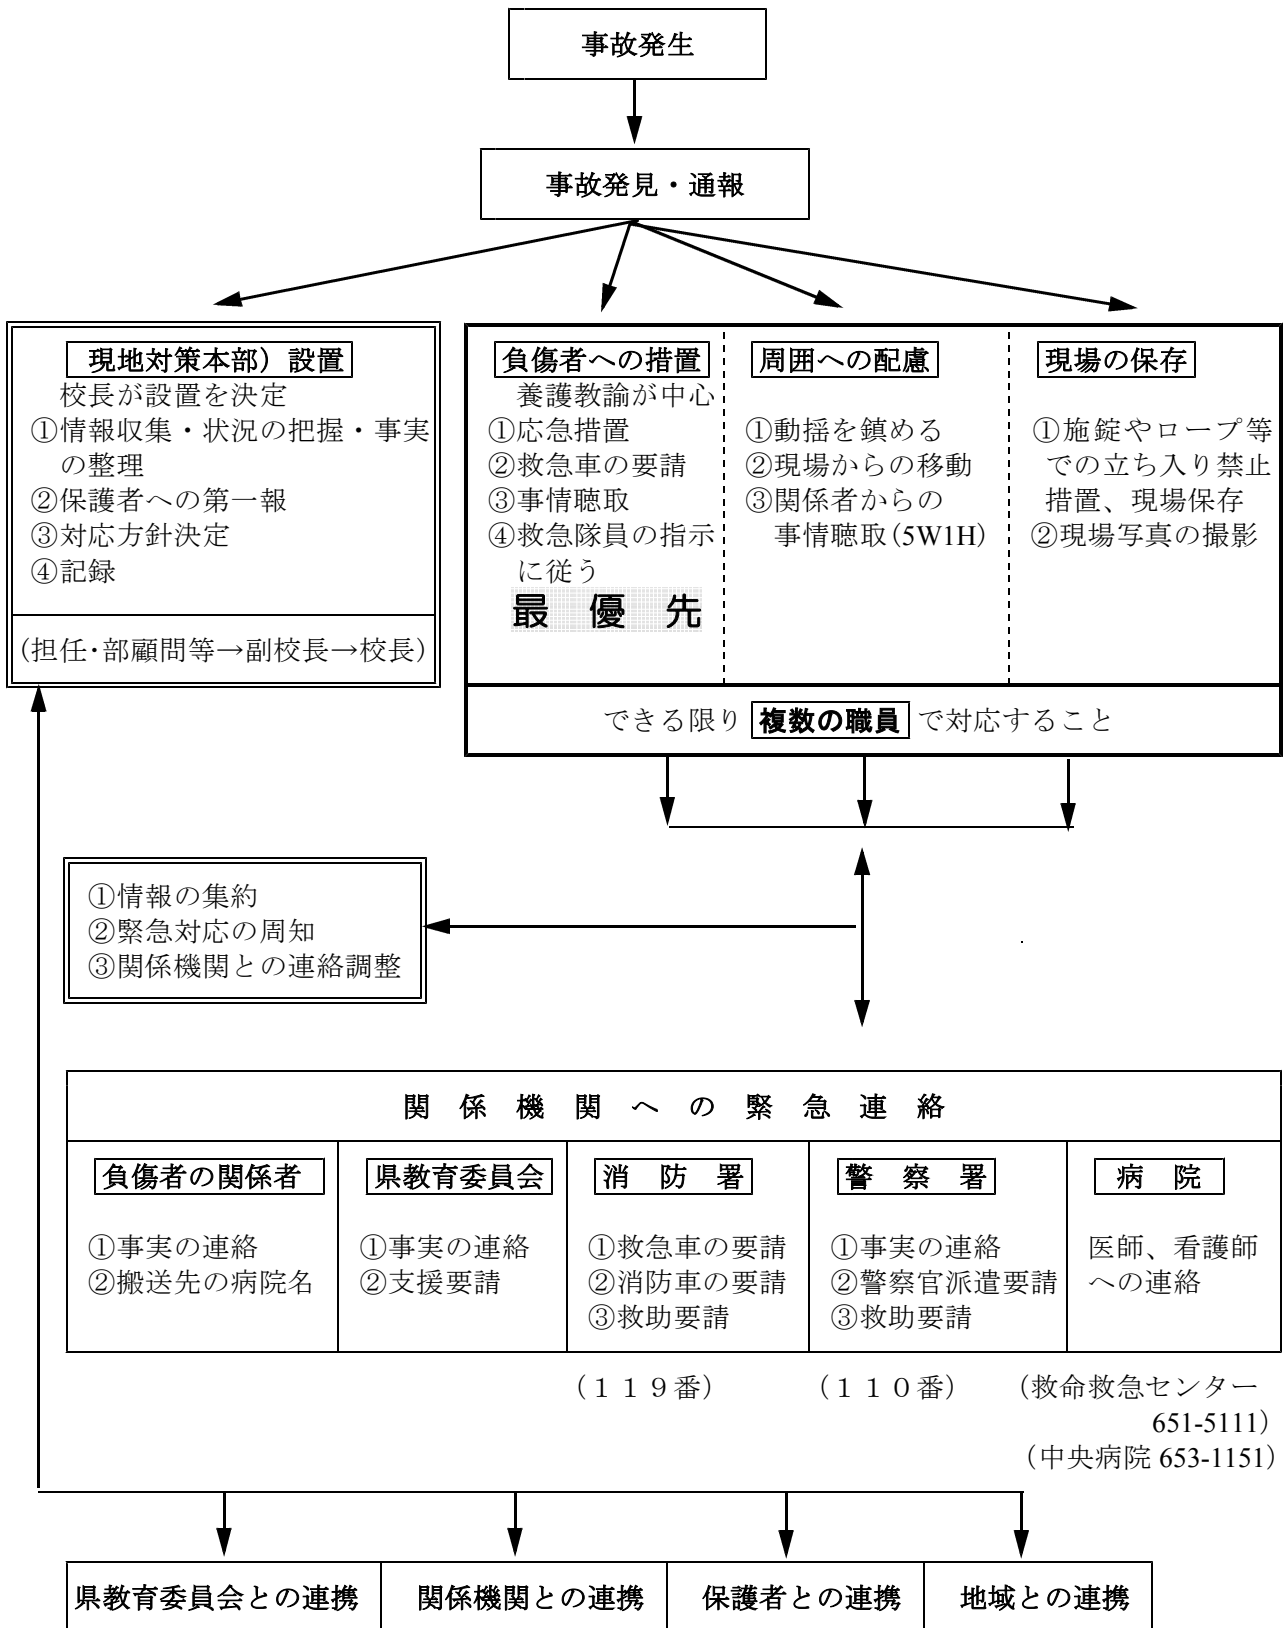 事故発生
事故発見・通報
現地対策本部）設置
校長が設置を決定
①情報収集・状況の把握・事実
の整理
②保護者への第一報
③対応方針決定
④記録
(担任･部顧問等→副校長→校長)
負傷者への措置
養護教諭が中心
①応急措置
②救急車の要請
③事情聴取
④救急隊員の指示
に従う
最　優　先
周囲への配慮
①動揺を鎮める
②現場からの移動
③関係者からの
事情聴取(5W1H)
現場の保存
①施錠やロープ等
での立ち入り禁止
措置、現場保存
②現場写真の撮影
できる限り 複数の職員 で対応すること
①情報の集約
②緊急対応の周知
③関係機関との連絡調整
関　係　機　関　へ　の　緊　急　連　絡
負傷者の関係者
①事実の連絡
②搬送先の病院名
県教育委員会
①事実の連絡
②支援要請
消　防　署
①救急車の要請
②消防車の要請
③救助要請
警　察　署
①事実の連絡
②警察官派遣要請
③救助要請
病　院
医師、看護師
への連絡
（１１９番）
（１１０番）
（救命救急センター
651-5111）
（中央病院 653-1151）
県教育委員会との連携
関係機関との連携
保護者との連携
地域との連携